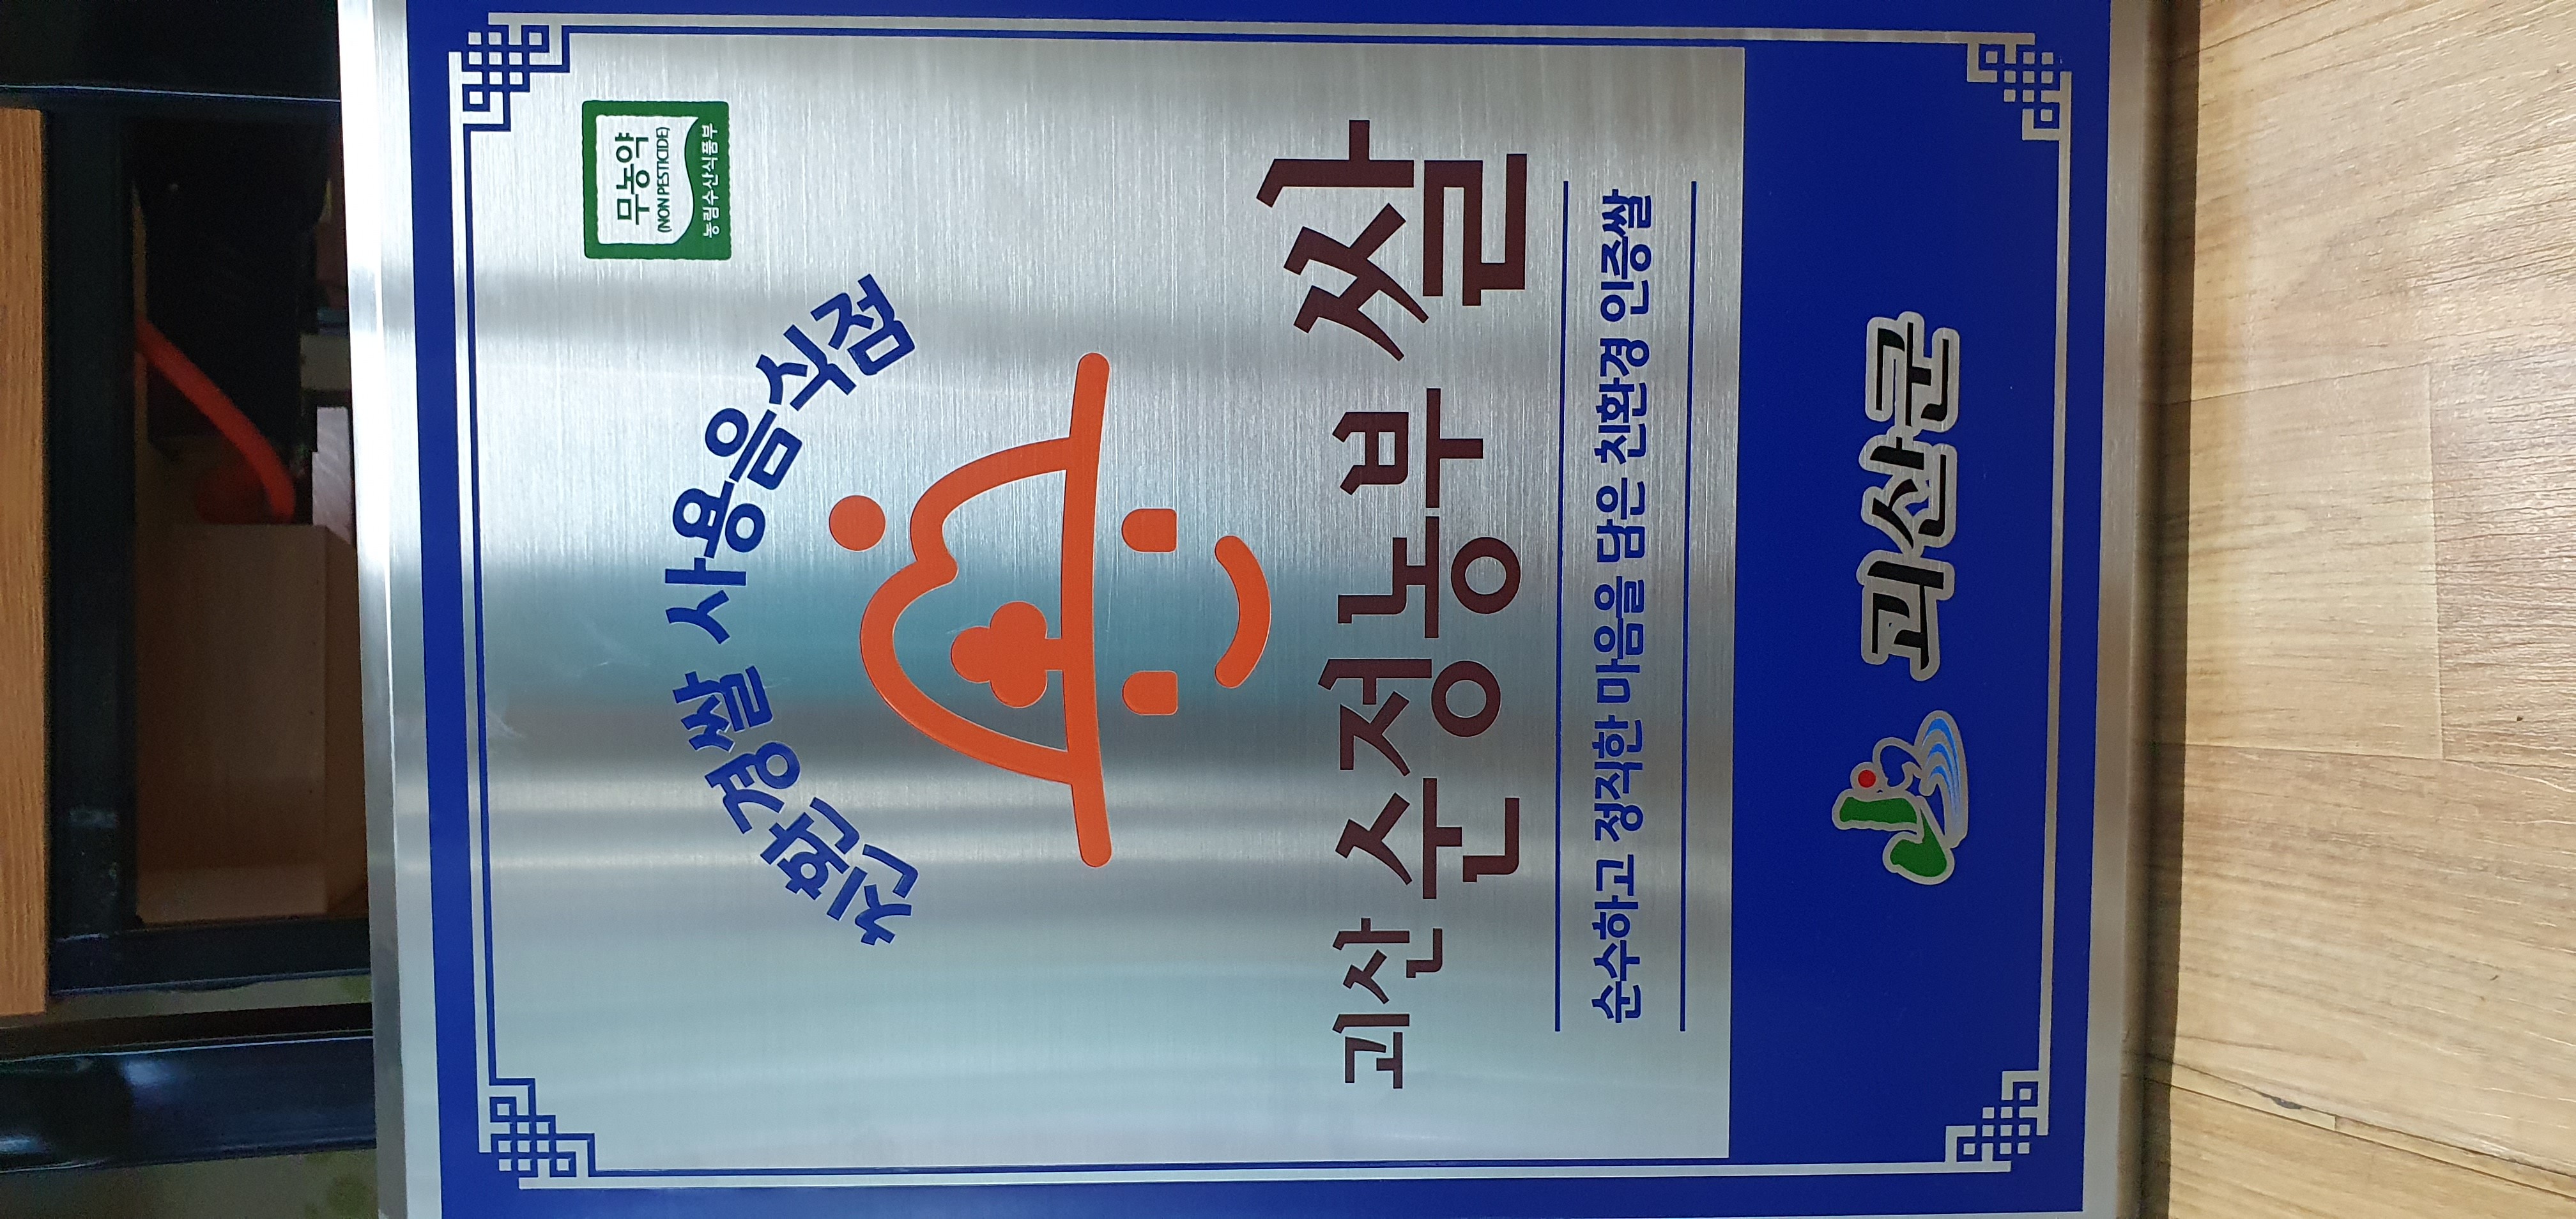 무농약
(NON PESTICIDE)
농림수산식품부
친환경쌀 사용음식점
괴산 순정농부 쌀
순수하고 정직한 마음을 담은 친환경 인증쌀
괴산군